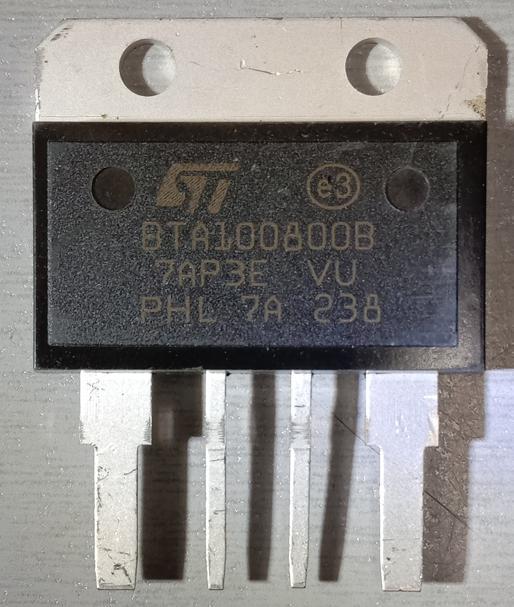 ST e3
BTA100800B
7AP3E VU
PHL 7A 238